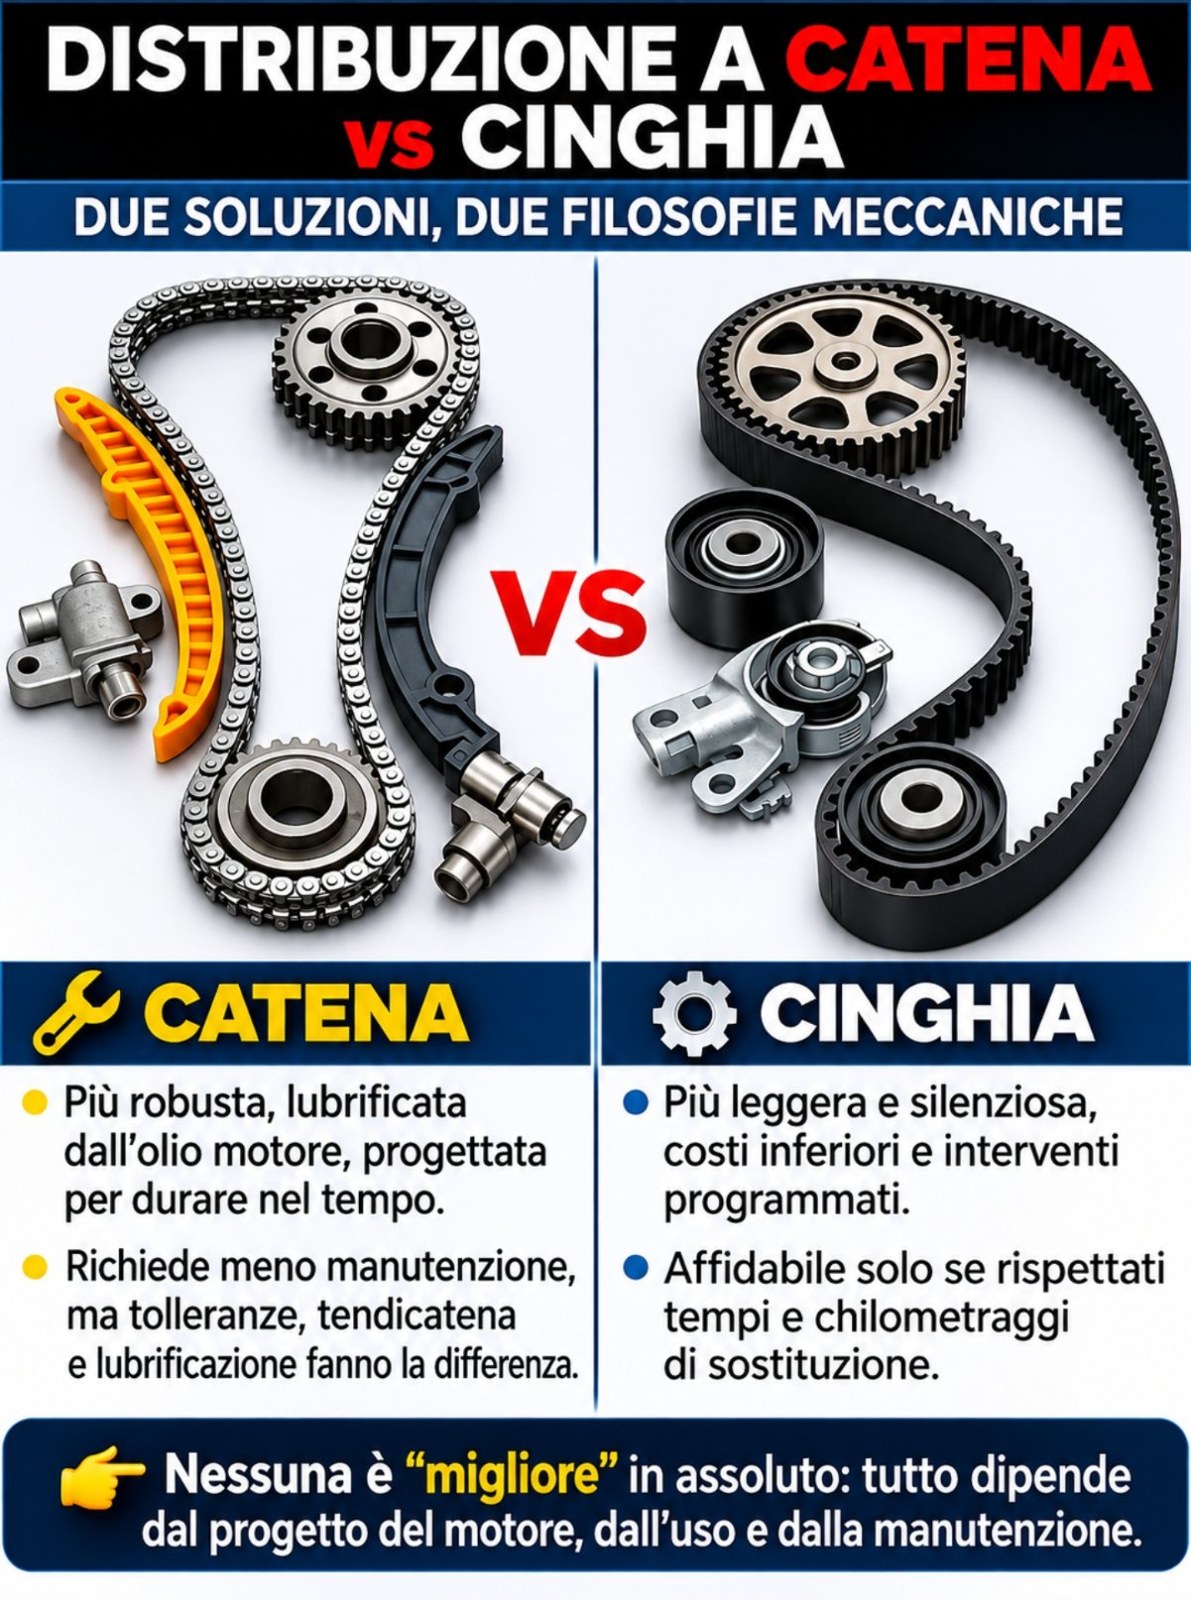 DISTRIBUZIONE A CATENA
VS CINGHIA
DUE SOLUZIONI, DUE FILOSOFIE MECCANICHE
VS
CATENA
Più robusta, lubrificata
dall'olio motore, progettata
per durare nel tempo.
Richiede meno manutenzione,
ma tolleranze, tendicatena
e lubrificazione fanno la differenza.
CINGHIA
Più leggera e silenziosa,
costi inferiori e interventi
programmati.
Affidabile solo se rispettati
tempi e chilometraggi
di sostituzione.
Nessuna è “migliore” in assoluto: tutto dipende
dal progetto del motore, dall'uso e dalla manutenzione.